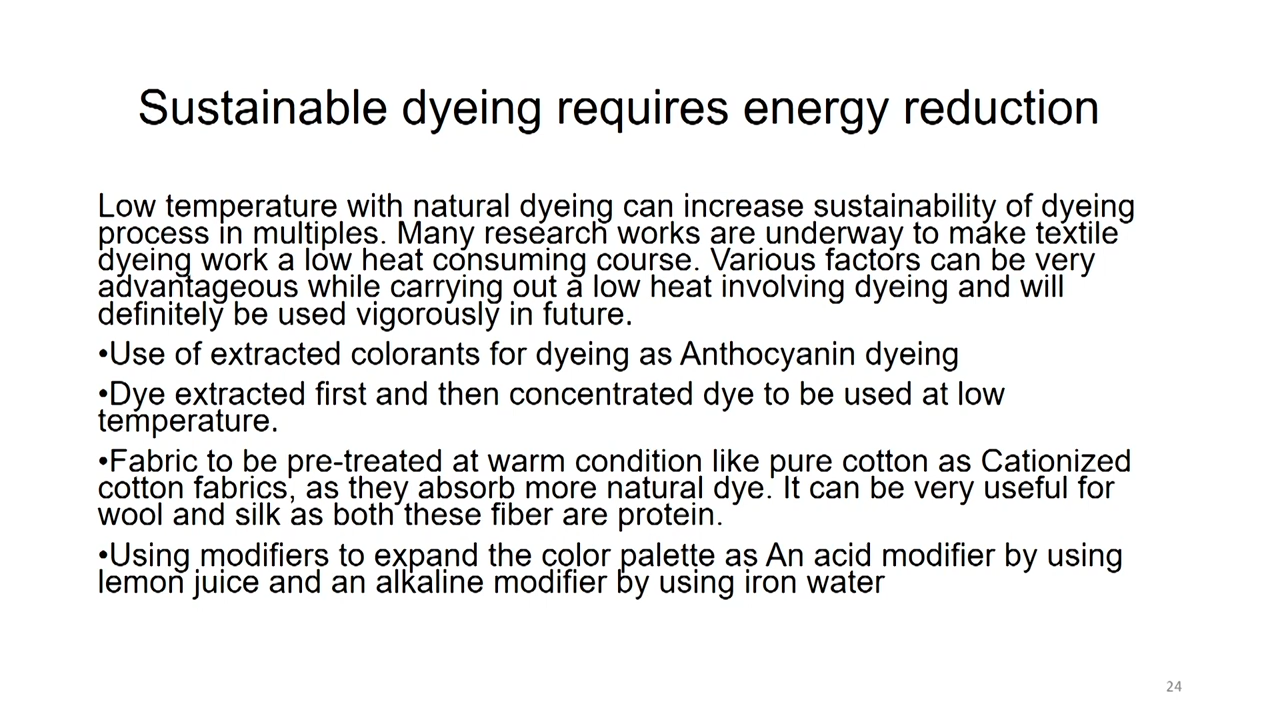 Sustainable dyeing requires energy reduction
Low temperature with natural dyeing can increase sustainability of dyeing
process in multiples. Many research works are underway to make textile
dyeing work a low heat consuming course. Various factors can be very
advantageous while carrying out a low heat involving dyeing and will
definitely be used vigorously in future.
•Use of extracted colorants for dyeing as Anthocyanin dyeing
•Dye extracted first and then concentrated dye to be used at low
temperature.
•Fabric to be pre-treated at warm condition like pure cotton as Cationized
cotton fabrics, as they absorb more natural dye. It can be very useful for
wool and silk as both these fiber are protein.
•Using modifiers to expand the color palette as An acid modifier by using
lemon juice and an alkaline modifier by using iron water
24